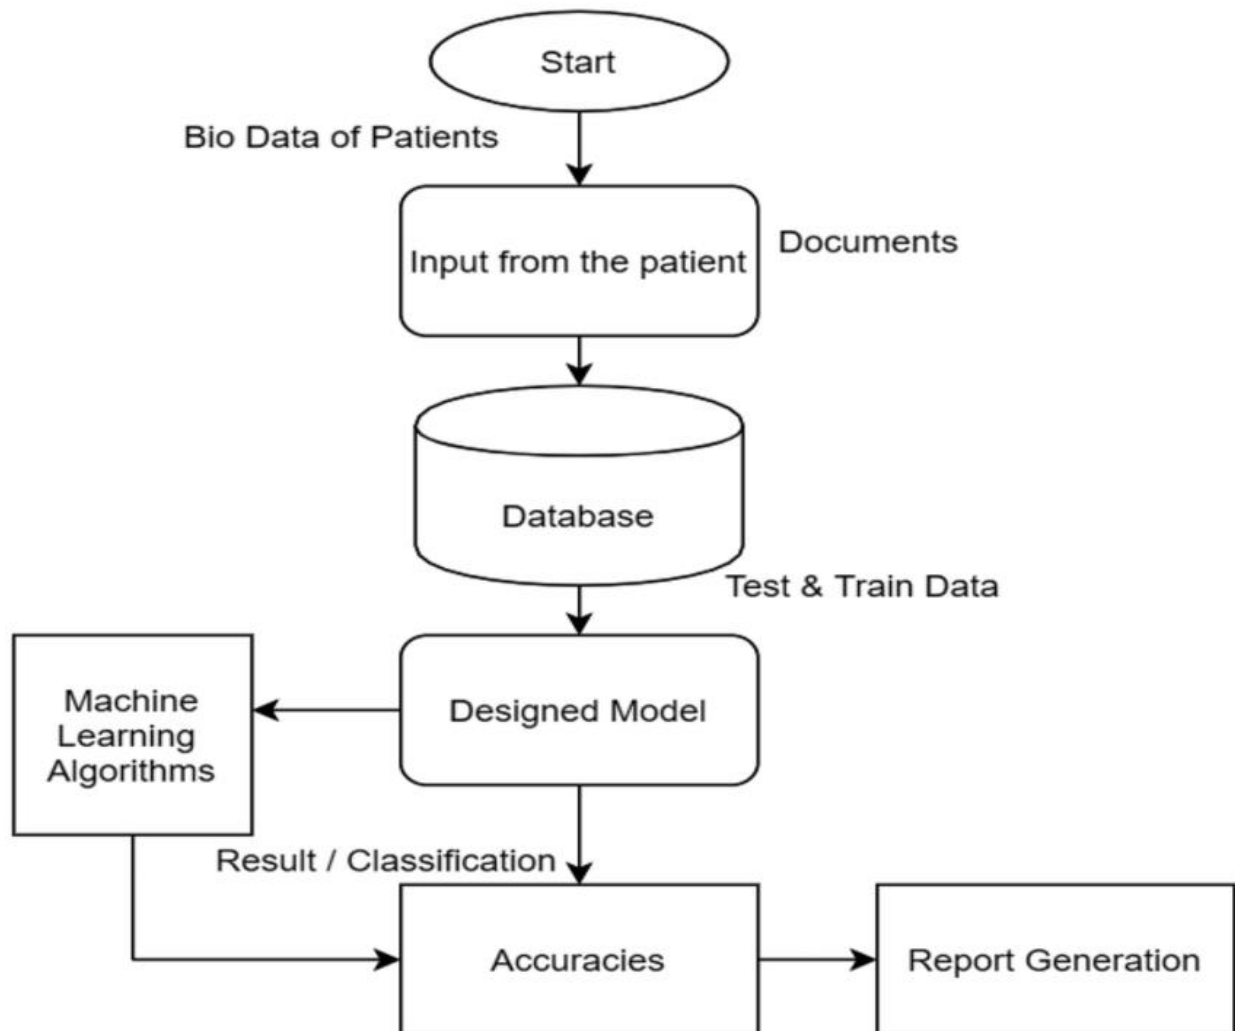 Start
Bio Data of Patients
Input from the patient
Documents
Database
Test & Train Data
Machine
Learning
Algorithms
Designed Model
Result / Classification
Accuracies
Report Generation